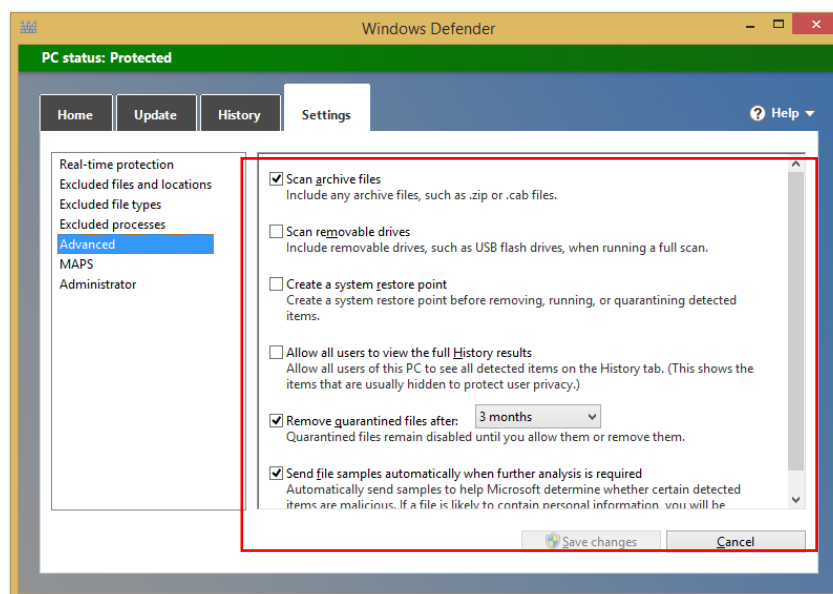 Windows Defender
PC status: Protected
Home
Update
History
Settings
Help
Real-time protection
Excluded files and locations
Excluded file types
Excluded processes
Advanced
MAPS
Administrator
Scan archive files
Include any archive files, such as .zip or .cab files.
Scan removable drives
Include removable drives, such as USB flash drives, when running a full scan.
Create a system restore point
Create a system restore point before removing, running, or quarantining detected
items.
Allow all users to view the full History results
Allow all users of this PC to see all detected items on the History tab. (This shows the
items that are usually hidden to protect user privacy.)
Remove quarantined files after: 3 months
Quarantined files remain disabled until you allow them or remove them.
Send file samples automatically when further analysis is required
Automatically send samples to help Microsoft determine whether certain detected
items are malicious. If a file is likely to contain personal information, you will be
Save changes
Cancel